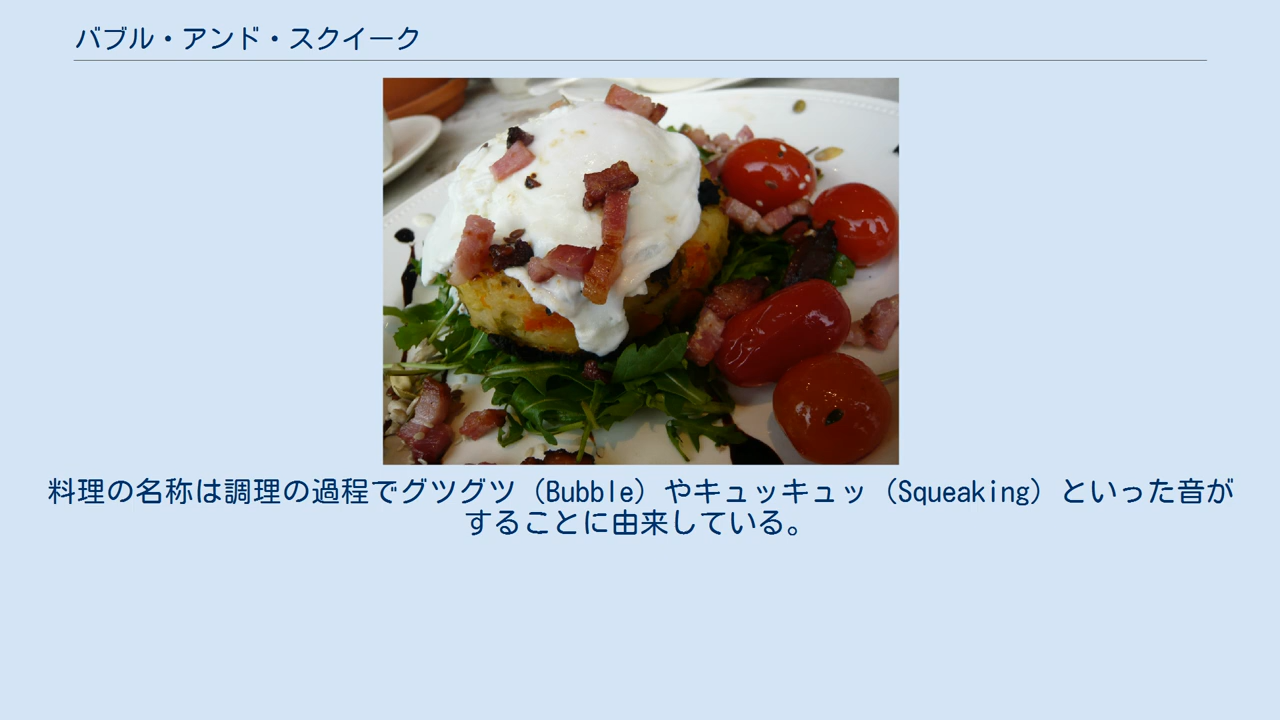 バブル・アンド・スクイーク
料理の名称は調理の過程でグツグツ（Bubble）やキュッキュッ（Squeaking）といった音が
することに由来している。